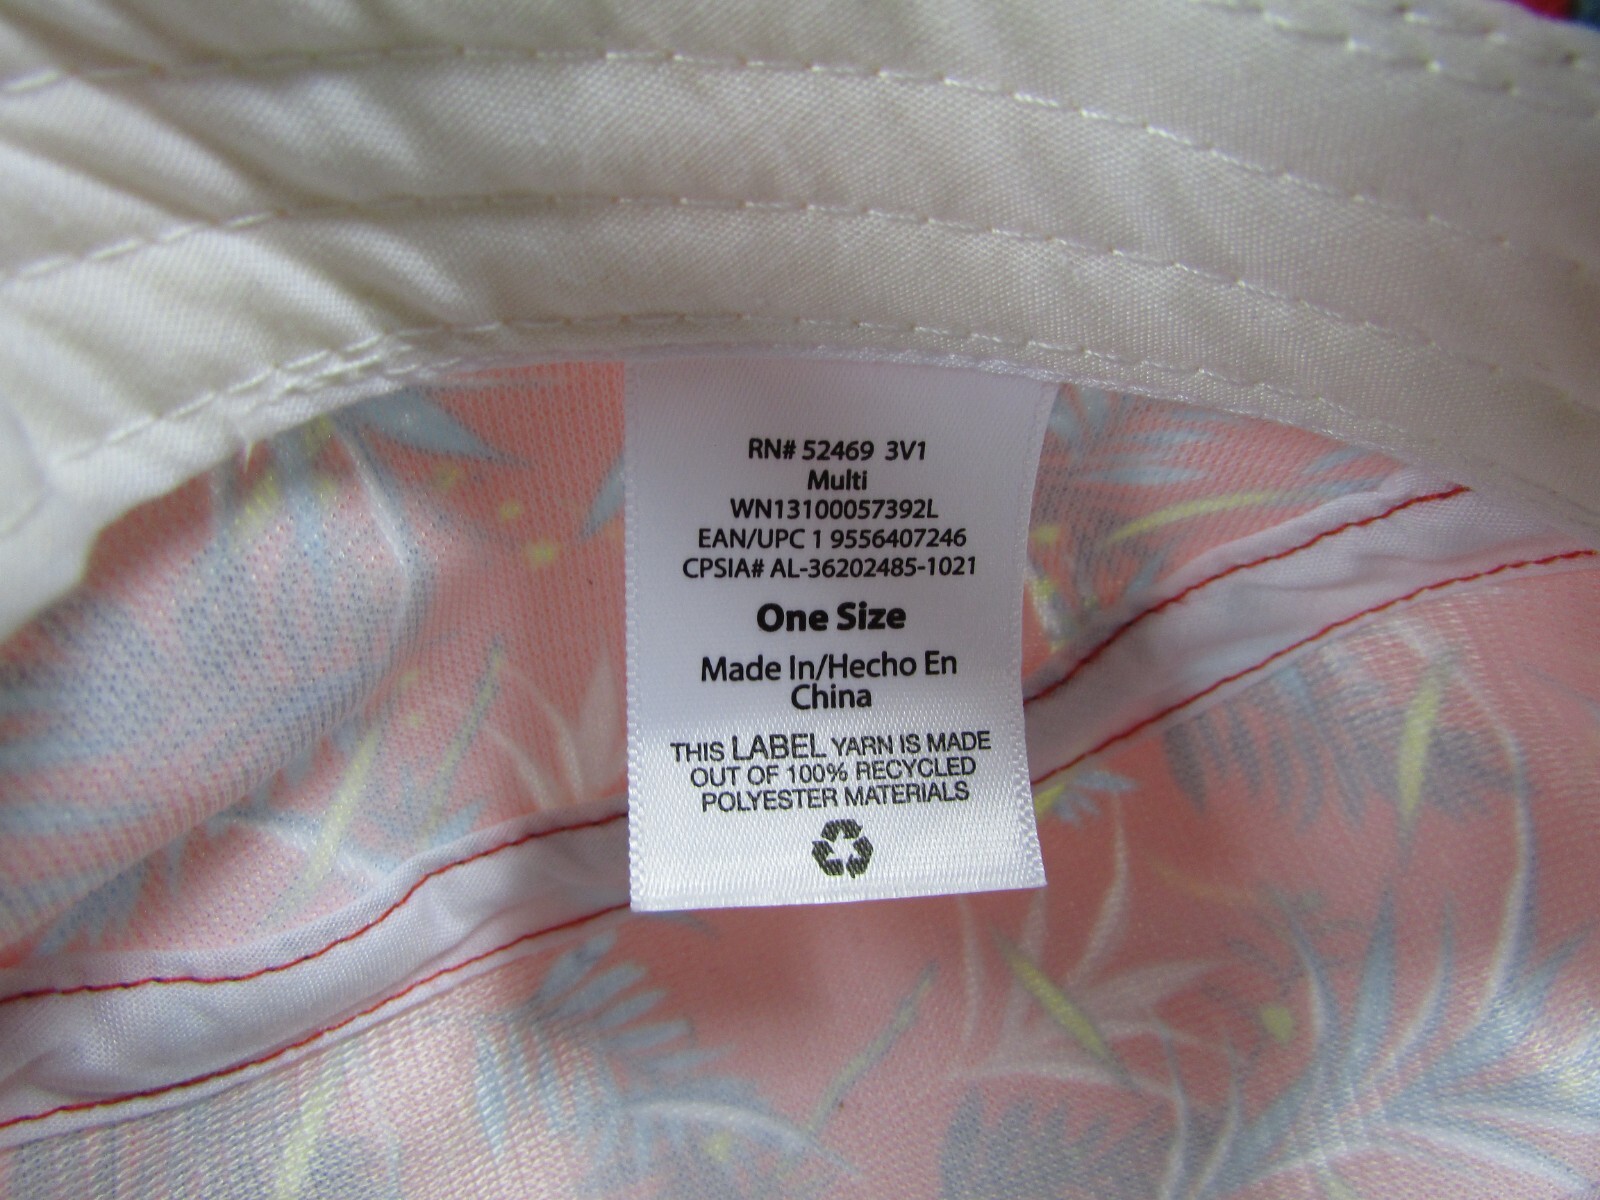 RN# 52469 3V1
Multi
WN13100057392L
EAN/UPC 1 9556407246
CPSIA# AL-36202485-1021
One Size
Made In/Hecho En
China
THIS LABEL YARN IS MADE
OUT OF 100% RECYCLED
POLYESTER MATERIALS